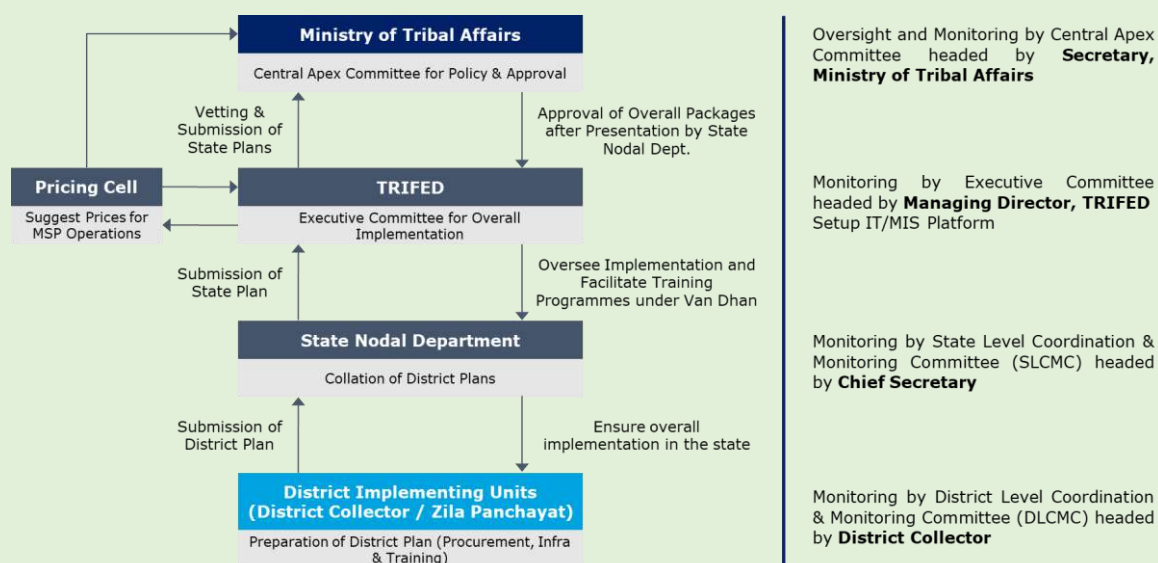 Ministry of Tribal Affairs
Central Apex Committee for Policy & Approval
Vetting &
Submission of
State Plans
Approval of Overall Packages
after Presentation by State
Nodal Dept.
Pricing Cell
Suggest Prices for
MSP Operations
TRIFED
Executive Committee for Overall
Implementation
Submission of
State Plan
Oversee Implementation and
Facilitate Training
Programmes under Van Dhan
State Nodal Department
Collation of District Plans
Submission of
District Plan
Ensure overall
implementation in the state
District Implementing Units
(District Collector / Zila Panchayat)
Preparation of District Plan (Procurement, Infra
& Training)
Oversight and Monitoring by Central Apex
Committee headed by Secretary,
Ministry of Tribal Affairs
Monitoring by Executive Committee
headed by Managing Director, TRIFED
Setup IT/MIS Platform
Monitoring by State Level Coordination &
Monitoring Committee (SLCMC) headed
by Chief Secretary
Monitoring by District Level Coordination
& Monitoring Committee (DLCMC) headed
by District Collector